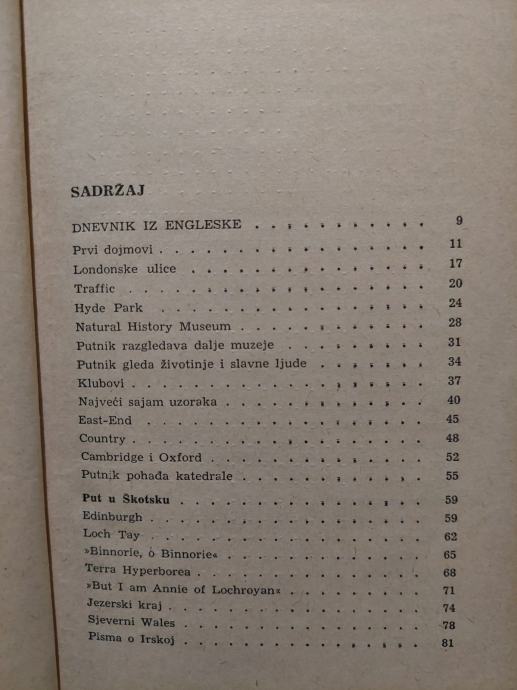 SADRŽAJ
DNEVNIK IZ ENGLESKE . . . . . . . . . . . 9
Prvi dojmovi . . . . . . . . . . . . . . . . . 11
Londonske ulice . . . . . . . . . . . . . . . 17
Traffic . . . . . . . . . . . . . . . . . . . 20
Hyde Park . . . . . . . . . . . . . . . . . 24
Natural History Museum . . . . . . . . . . . . 28
Putnik razgledava dalje muzeje . . . . . . . . . 31
Putnik gleda životinje i slavne ljude . . . . . . . 34
Klubovi . . . . . . . . . . . . . . . . . . 37
Najveći sajam uzoraka . . . . . . . . . . . . . 40
East-End . . . . . . . . . . . . . . . . . . 45
Country . . . . . . . . . . . . . . . . . . 48
Cambridge i Oxford . . . . . . . . . . . . . . 52
Putnik pohađa katedrale . . . . . . . . . . . . 55
Put u Škotsku . . . . . . . . . . . . . . . 59
Edinburgh . . . . . . . . . . . . . . . . . 59
Loch Tay . . . . . . . . . . . . . . . . . 62
»Binnorie, ó Binnorie« . . . . . . . . . . . . 65
Terra Hyperborea . . . . . . . . . . . . . . 68
»But I am Annie of Lochroyan« . . . . . . . . . 71
Jezerski kraj . . . . . . . . . . . . . . . . 74
Sjeverni Wales . . . . . . . . . . . . . . . 78
Pisma o Irskoj . . . . . . . . . . . . . . . 81